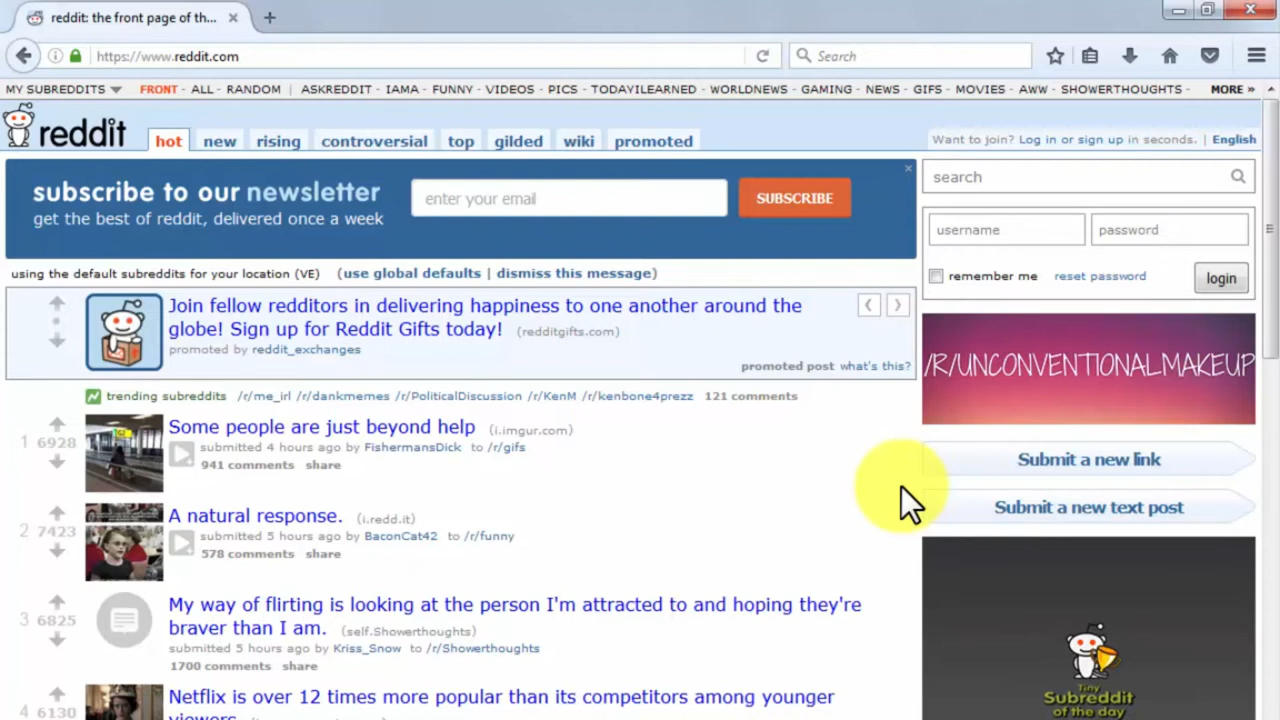 reddit: the front page of th...
https://www.reddit.com
Search
MY SUBREDDITS FRONT - ALL - RANDOM | ASKREDDIT - IAMA - FUNNY - VIDEOS - PICS - TODAYILEARNED - WORLDNEWS - GAMING - NEWS - GIFS - MOVIES - AWW - SHOWERTHOUGHTS - MORE »
reddit hot new rising controversial top gilded wiki promoted
Want to join? Log in or sign up in seconds. | English
subscribe to our newsletter
get the best of reddit, delivered once a week
enter your email
SUBSCRIBE
using the default subreddits for your location (VE) (use global defaults | dismiss this message)
Join fellow redditors in delivering happiness to one another around the
globe! Sign up for Reddit Gifts today! (redditgifts.com)
promoted by reddit_exchanges
promoted post what's this?
trending subreddits /r/me_irl /r/dankmemes /r/PoliticalDiscussion /r/KenM /r/kenbone4prezz 121 comments
1 6928
Some people are just beyond help (i.imgur.com)
submitted 4 hours ago by FishermansDick to /r/gifs
941 comments share
2 7423
A natural response. (i.redd.it)
submitted 5 hours ago by BaconCat42 to /r/funny
578 comments share
3 6825
My way of flirting is looking at the person I'm attracted to and hoping they're
braver than I am. (self.Showerthoughts)
submitted 5 hours ago by Kriss_Snow to /r/Showerthoughts
1700 comments share
4 6130
Netflix is over 12 times more popular than its competitors among younger
viewers.
search
username
password
remember me reset password login
/R/UNCONVENTIONALMAKEUP
Submit a new link
Submit a new text post
Tiny
Subreddit
of the day